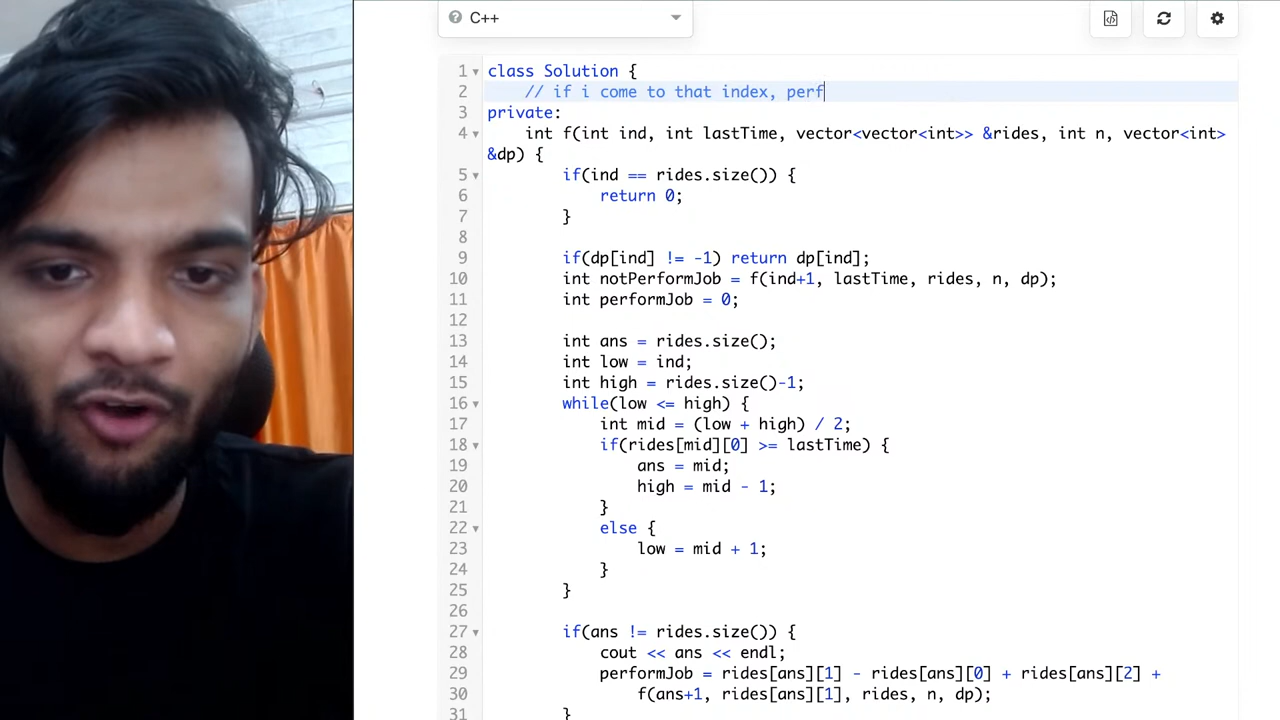 C++
1 class Solution {
2 // if i come to that index, perf
3 private:
4 int f(int ind, int lastTime, vector<vector<int>> &rides, int n, vector<int>
&dp) {
5 if(ind == rides.size()) {
6 return 0;
7 }
8
9 if(dp[ind] != -1) return dp[ind];
10 int notPerformJob = f(ind+1, lastTime, rides, n, dp);
11 int performJob = 0;
12
13 int ans = rides.size();
14 int low = ind;
15 int high = rides.size()-1;
16 while(low <= high) {
17 int mid = (low + high) / 2;
18 if(rides[mid][0] >= lastTime) {
19 ans = mid;
20 high = mid - 1;
21 }
22 else {
23 low = mid + 1;
24 }
25 }
26
27 if(ans != rides.size()) {
28 cout << ans << endl;
29 performJob = rides[ans][1] - rides[ans][0] + rides[ans][2] +
30 f(ans+1, rides[ans][1], rides, n, dp);
31 }